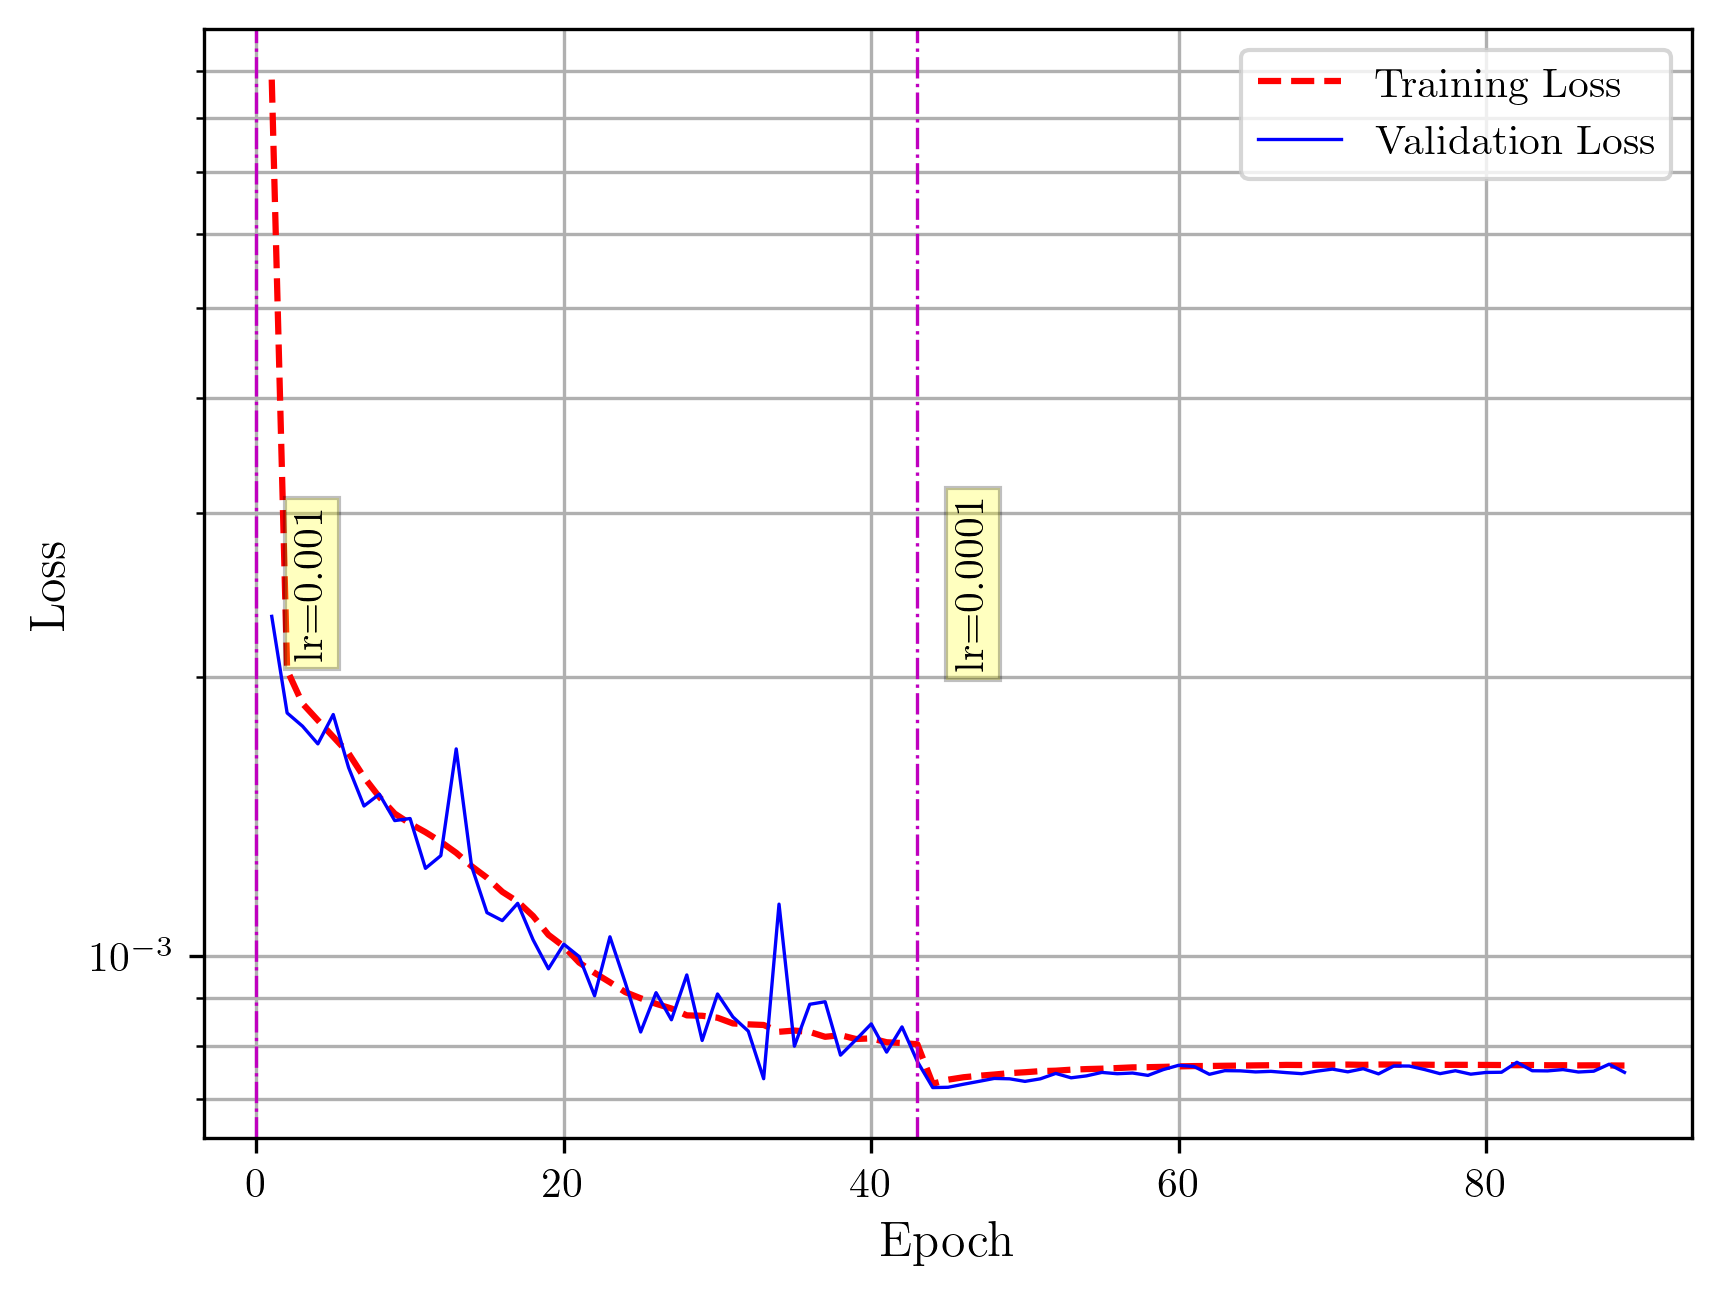 Training Loss
Validation Loss
lr=0.001
lr=0.0001
Loss
10⁻³
0 20 40 60 80
Epoch